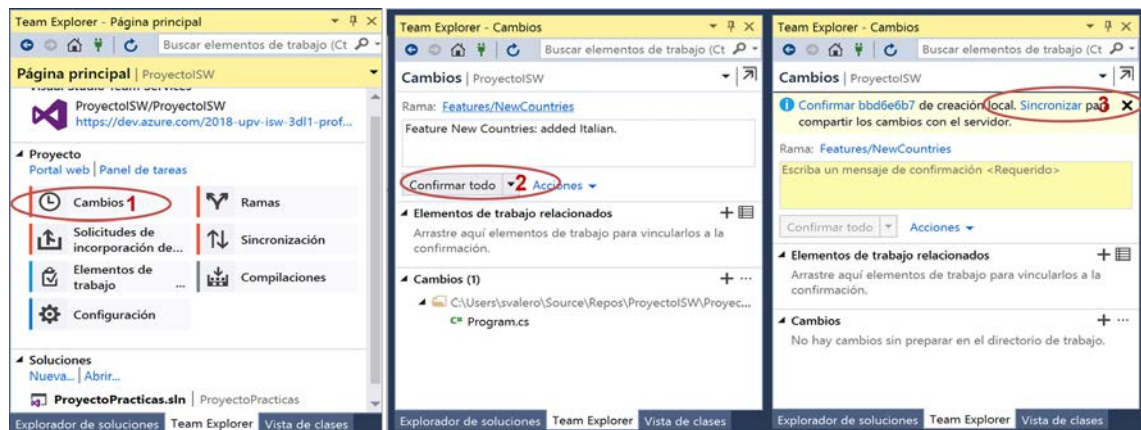 Team Explorer - Página principal
Buscar elementos de trabajo (Ct
Página principal | ProyectoISW
Visual Studio Team Services
ProyectoISW/ProyectoISW
https://dev.azure.com/2018-upv-isw-3dl1-prof...
Proyecto
Portal web | Panel de tareas
Cambios 1
Ramas
Solicitudes de
incorporación de...
Sincronización
Elementos de
trabajo ...
Compilaciones
Configuración
Soluciones
Nueva... | Abrir...
ProyectoPracticas.sln | ProyectoPracticas
Explorador de soluciones Team Explorer Vista de clases
Team Explorer - Cambios
Buscar elementos de trabajo (Ct
Cambios | ProyectoISW
Rama: Features/NewCountries
Feature New Countries: added Italian.
Confirmar todo 2 Acciones
Elementos de trabajo relacionados
Arrastre aquí elementos de trabajo para vincularlos a la
confirmación.
Cambios (1)
C:\Users\svalero\Source\Repos\ProyectoISW\Proyec...
C# Program.cs
Explorador de soluciones Team Explorer Vista de clases
Team Explorer - Cambios
Buscar elementos de trabajo (Ct
Cambios | ProyectoISW
Confirmar bbd6e6b7 de creación local. Sincronizar pa 3
compartir los cambios con el servidor.
Rama: Features/NewCountries
Escriba un mensaje de confirmación <Requerido>
Confirmar todo Acciones
Elementos de trabajo relacionados
Arrastre aquí elementos de trabajo para vincularlos a la
confirmación.
Cambios
No hay cambios sin preparar en el directorio de trabajo.
Explorador de soluciones Team Explorer Vista de clases